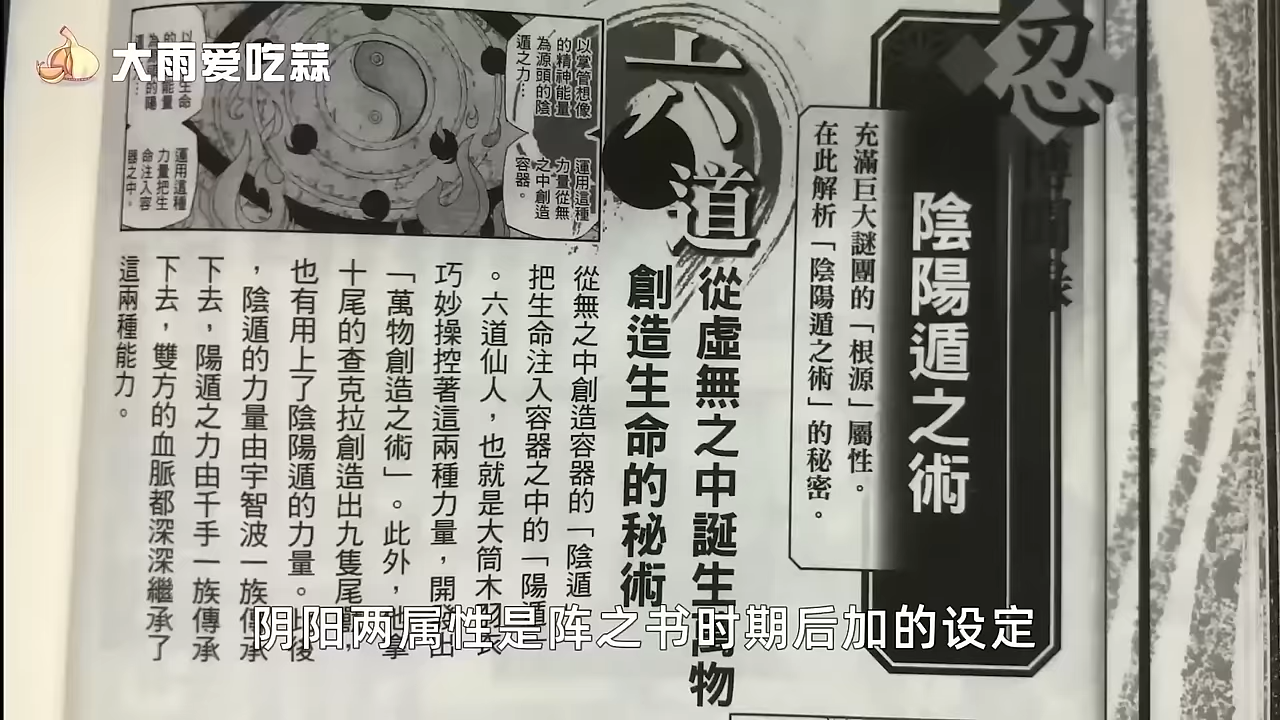 大雨爱吃蒜
忍
陰陽遁之術
充滿巨大謎團的「根源」屬性。
在此解析「陰陽遁之術」的秘密。
六道
從虛無之中誕生萬物
創造生命的秘術
以掌管想像
的精神能量
為源頭的陰
遁之力…
運用這種
力量從無
之中創造
容器。
運用這種
力量把生
命注入容
器之中。
從無之中創造容器的「陰遁
把生命注入容器之中的「陽遁
。六道仙人，也就是大筒木
巧妙操控著這兩種力量，開
「萬物創造之術」。此外，
十尾的查克拉創造出九隻尾
也有用上了陰陽遁的力量。
，陰遁的力量由宇智波一族傳承
下去，陽遁之力由千手一族傳承
下去，雙方的血脈都深深繼承了
這兩種能力。
阴阳两属性是阵之书时期后加的设定